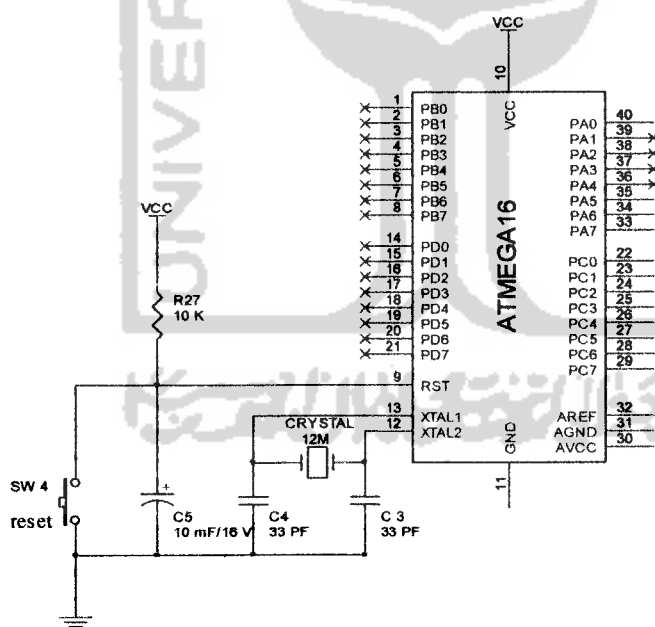 UNIVER
VCC
10
VCC
ATMEGA16
GND
11
1 PB0
2 PB1
3 PB2
4 PB3
5 PB4
6 PB5
7 PB6
8 PB7
14 PD0
15 PD1
16 PD2
17 PD3
18 PD4
19 PD5
20 PD6
21 PD7
9 RST
13 XTAL1
12 XTAL2
PA0 40
PA1 39
PA2 38
PA3 37
PA4 36
PA5 35
PA6 34
PA7 33
PC0 22
PC1 23
PC2 24
PC3 25
PC4 26
PC5 27
PC6 28
PC7 29
AREF 32
AGND 31
AVCC 30
VCC
R27
10 K
CRYSTAL
12M
SW 4
reset
C5
10 mF/16 V
C4
33 PF
C 3
33 PF